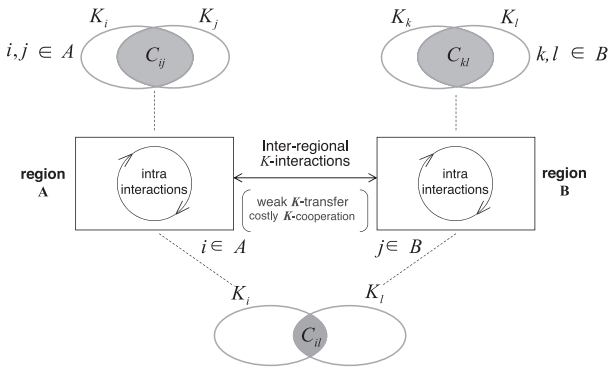 K_i K_j K_k K_l
i, j ∈ A C_ij C_kl k, l ∈ B
Inter-regional
K-interactions
region
A
intra
interactions
intra
interactions
region
B
weak K-transfer
costly K-cooperation
i ∈ A j ∈ B
K_i K_l
C_il